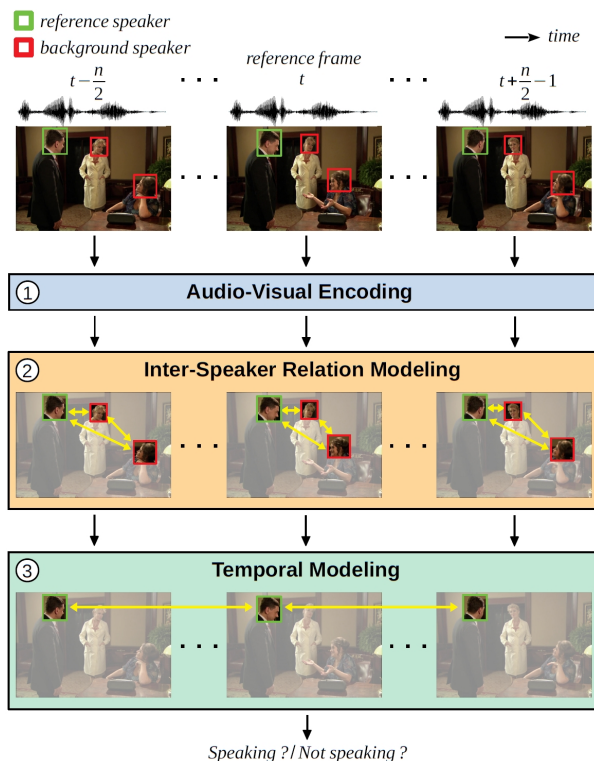 reference speaker
background speaker
reference frame
time
t − n/2
· · ·
t
· · ·
t + n/2 − 1
· · ·
· · ·
1 Audio-Visual Encoding
2 Inter-Speaker Relation Modeling
· · ·
· · ·
3 Temporal Modeling
· · ·
· · ·
Speaking ? / Not speaking ?